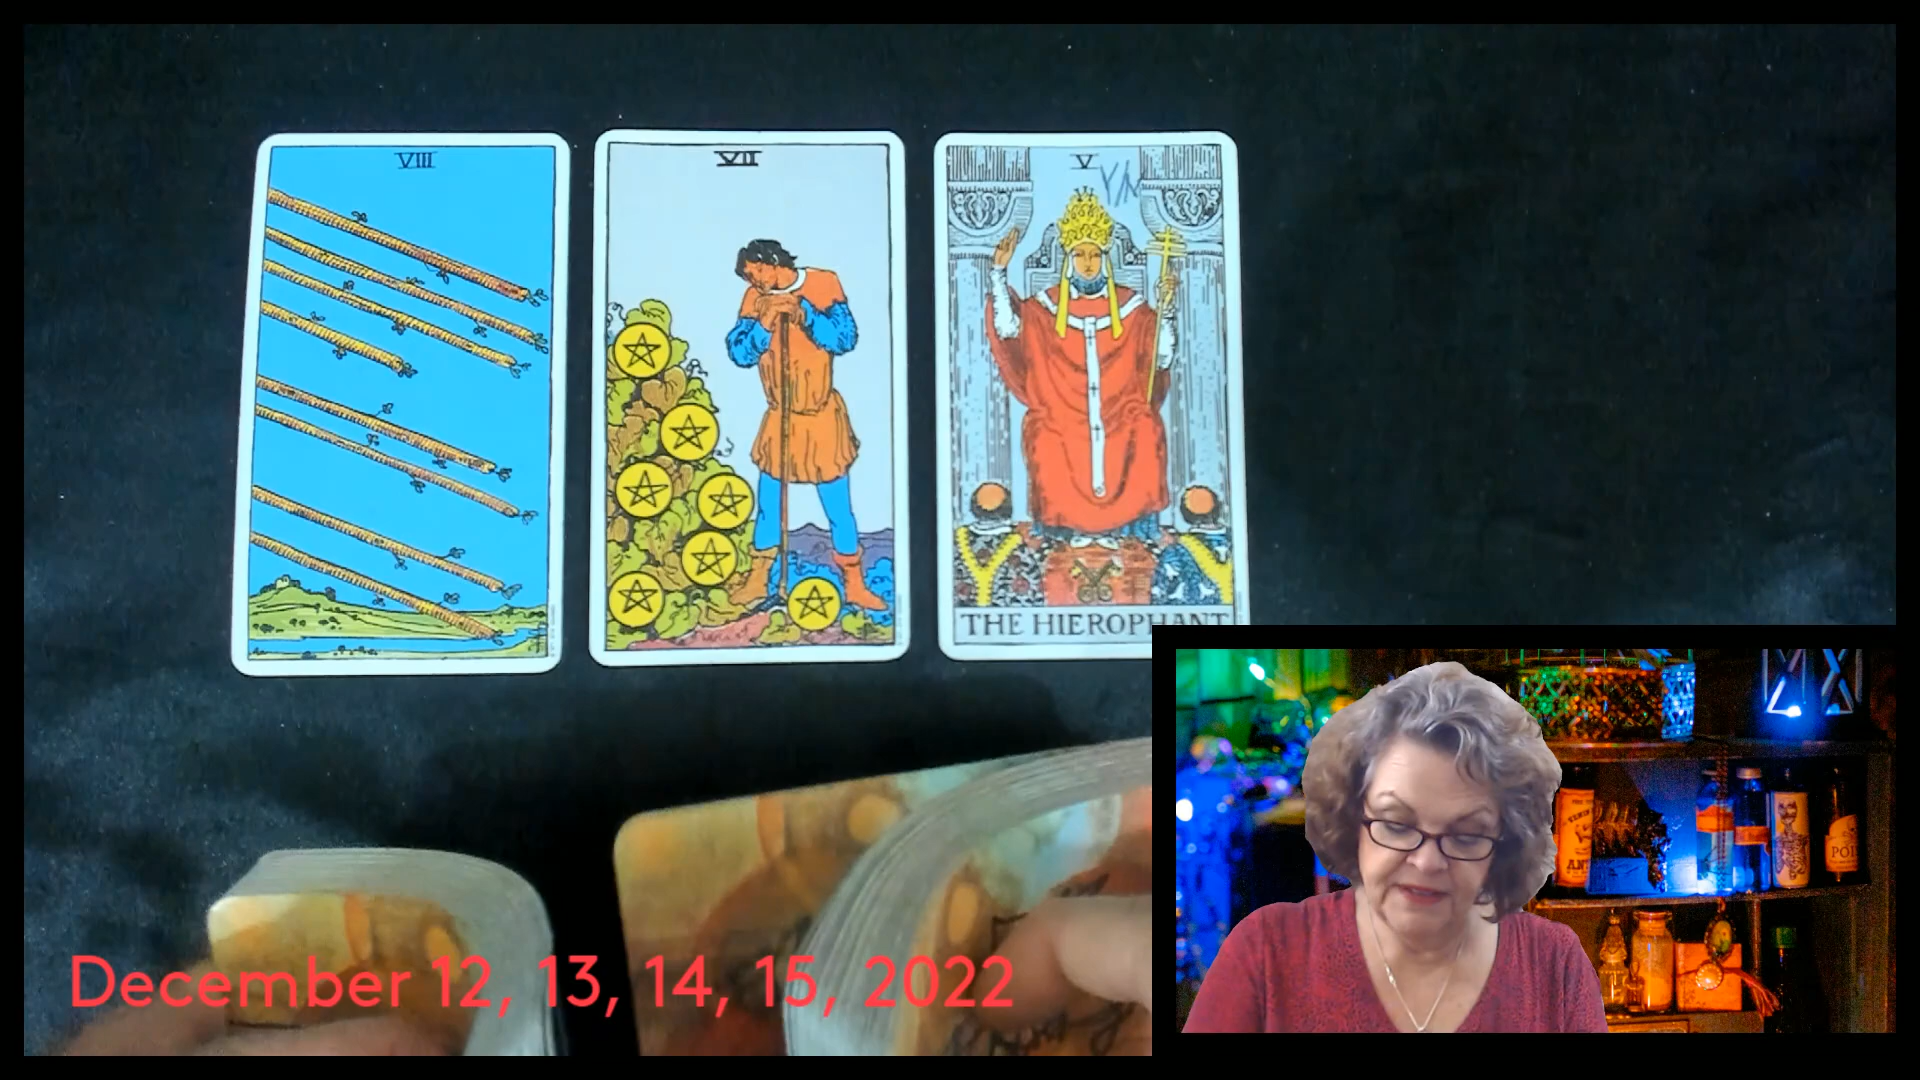 VIII
VII
V
Y/N
THE HIEROPHANT
December 12, 13, 14, 15, 2022